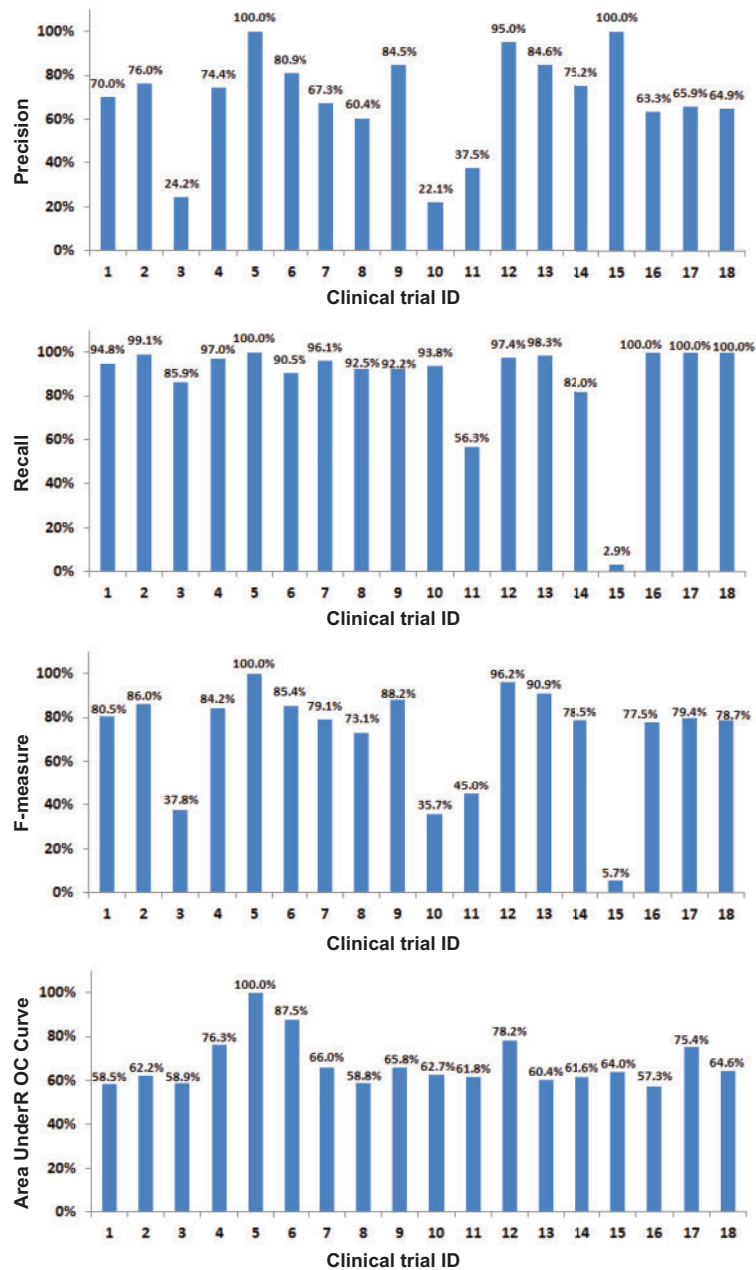 Precision
100%
80%
60%
40%
20%
0%
70.0% 76.0% 24.2% 74.4% 100.0% 80.9% 67.3% 60.4% 84.5% 22.1% 37.5% 95.0% 84.6% 75.2% 100.0% 63.3% 65.9% 64.9%
1 2 3 4 5 6 7 8 9 10 11 12 13 14 15 16 17 18
Clinical trial ID
Recall
100%
80%
60%
40%
20%
0%
94.8% 99.1% 85.9% 97.0% 100.0% 90.5% 96.1% 92.5% 92.2% 93.8% 56.3% 97.4% 98.3% 82.0% 2.9% 100.0% 100.0% 100.0%
1 2 3 4 5 6 7 8 9 10 11 12 13 14 15 16 17 18
Clinical trial ID
F-measure
100%
80%
60%
40%
20%
0%
80.5% 86.0% 37.8% 84.2% 100.0% 85.4% 79.1% 73.1% 88.2% 35.7% 45.0% 96.2% 90.9% 78.5% 5.7% 77.5% 79.4% 78.7%
1 2 3 4 5 6 7 8 9 10 11 12 13 14 15 16 17 18
Clinical trial ID
Area UnderR OC Curve
100%
80%
60%
40%
20%
0%
58.5% 62.2% 58.9% 76.3% 100.0% 87.5% 66.0% 58.8% 65.8% 62.7% 61.8% 78.2% 60.4% 61.6% 64.0% 57.3% 75.4% 64.6%
1 2 3 4 5 6 7 8 9 10 11 12 13 14 15 16 17 18
Clinical trial ID